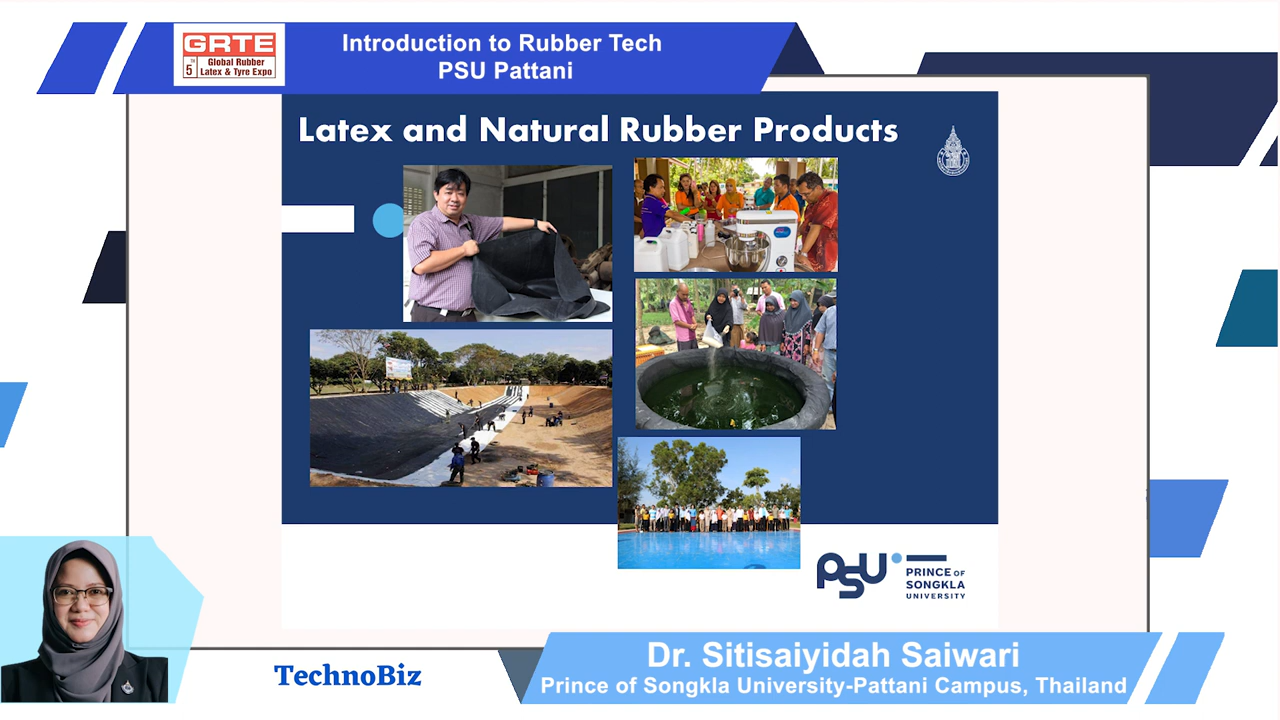 GRTE
5th
Global Rubber
Latex & Tyre Expo
Introduction to Rubber Tech
PSU Pattani
Latex and Natural Rubber Products
PSU
PRINCE OF
SONGKLA
UNIVERSITY
TechnoBiz
Dr. Sitisaiyidah Saiwari
Prince of Songkla University-Pattani Campus, Thailand